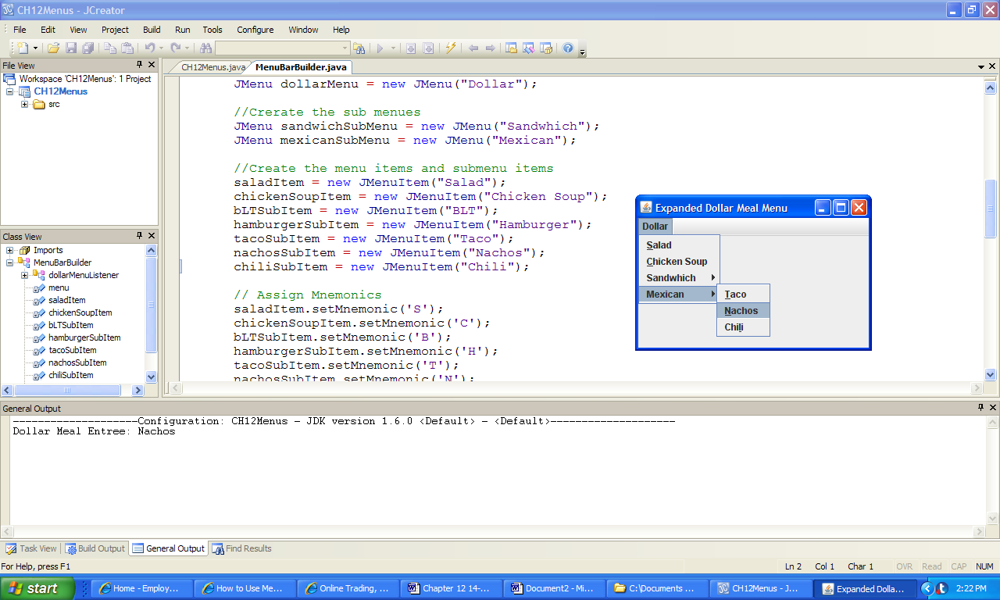 CH12Menus - JCreator
File Edit View Project Build Run Tools Configure Window Help
File View
Workspace 'CH12Menus': 1 Project
CH12Menus
src
Class View
Imports
MenuBarBuilder
dollarMenuListener
menu
saladItem
chickenSoupItem
bLTSubItem
hamburgerSubItem
tacoSubItem
nachosSubItem
chiliSubItem
CH12Menus.java MenuBarBuilder.java
JMenu dollarMenu = new JMenu("Dollar");
//Crerate the sub menues
JMenu sandwichSubMenu = new JMenu("Sandwhich");
JMenu mexicanSubMenu = new JMenu("Mexican");
//Create the menu items and submenu items
saladItem = new JMenuItem("Salad");
chickenSoupItem = new JMenuItem("Chicken Soup");
bLTSubItem = new JMenuItem("BLT");
hamburgerSubItem = new JMenuItem("Hamburger");
tacoSubItem = new JMenuItem("Taco");
nachosSubItem = new JMenuItem("Nachos");
chiliSubItem = new JMenuItem("Chili");
// Assign Mnemonics
saladItem.setMnemonic('S');
chickenSoupItem.setMnemonic('C');
bLTSubItem.setMnemonic('B');
hamburgerSubItem.setMnemonic('H');
tacoSubItem.setMnemonic('T');
nachosSubItem.setMnemonic('N');
Expanded Dollar Meal Menu
Dollar
Salad
Chicken Soup
Sandwhich
Mexican
Taco
Nachos
Chili
General Output
--------------------Configuration: CH12Menus - JDK version 1.6.0 <Default> - <Default>--------------------
Dollar Meal Entree: Nachos
Task View Build Output General Output Find Results
For Help, press F1
Ln 2 Col 1 Char 1 OVR Read CAP NUM
start
Home - Employ...
How to Use Me...
Online Trading, ...
Chapter 12 14-...
Document2 - Mi...
C:\Documents ...
CH12Menus - J...
Expanded Dolla...
2:22 PM